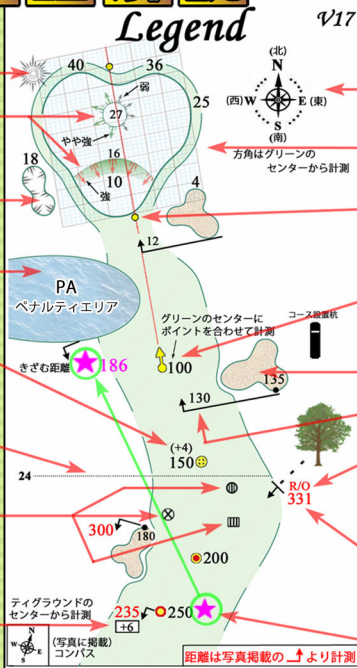 Legend
V17
(北)
N
(西) W E (東)
S
(南)
方角はグリーンの
センターから計測
40
36
弱
27
25
やや強
16
10
強
18
4
12
PA
ペナルティエリア
グリーンのセンターに
ポイントを合わせて計測
コース設置杭
きざむ距離
186
100
135
130
(+4)
150
24
R/O
331
300
180
200
ティグラウンドの
センターから計測
235
250
+6
N
(写真に掲載)
コンパス
距離は写真掲載の より計測